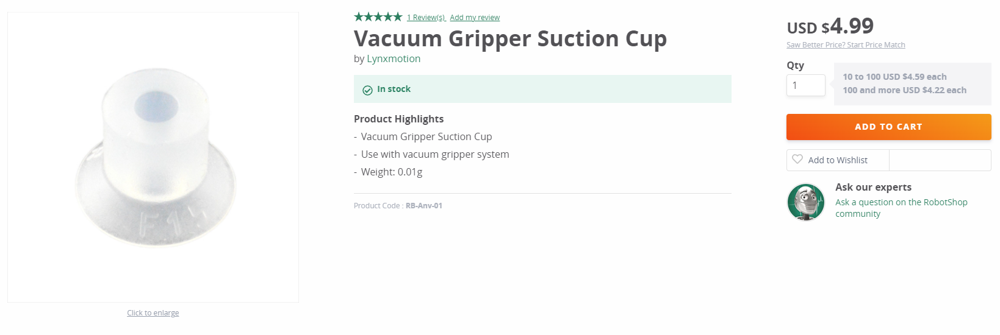 1 Review(s) Add my review
Vacuum Gripper Suction Cup
by Lynxmotion
In stock
Product Highlights
- Vacuum Gripper Suction Cup
- Use with vacuum gripper system
- Weight: 0.01g
Product Code : RB-Anv-01
Click to enlarge
USD $4.99
Saw Better Price? Start Price Match
Qty
1
10 to 100 USD $4.59 each
100 and more USD $4.22 each
ADD TO CART
Add to Wishlist
Ask our experts
Ask a question on the RobotShop
community